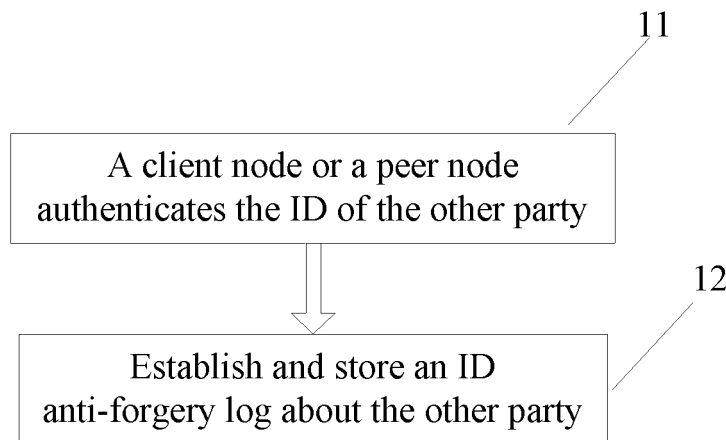 11
A client node or a peer node
authenticates the ID of the other party
12
Establish and store an ID
anti-forgery log about the other party